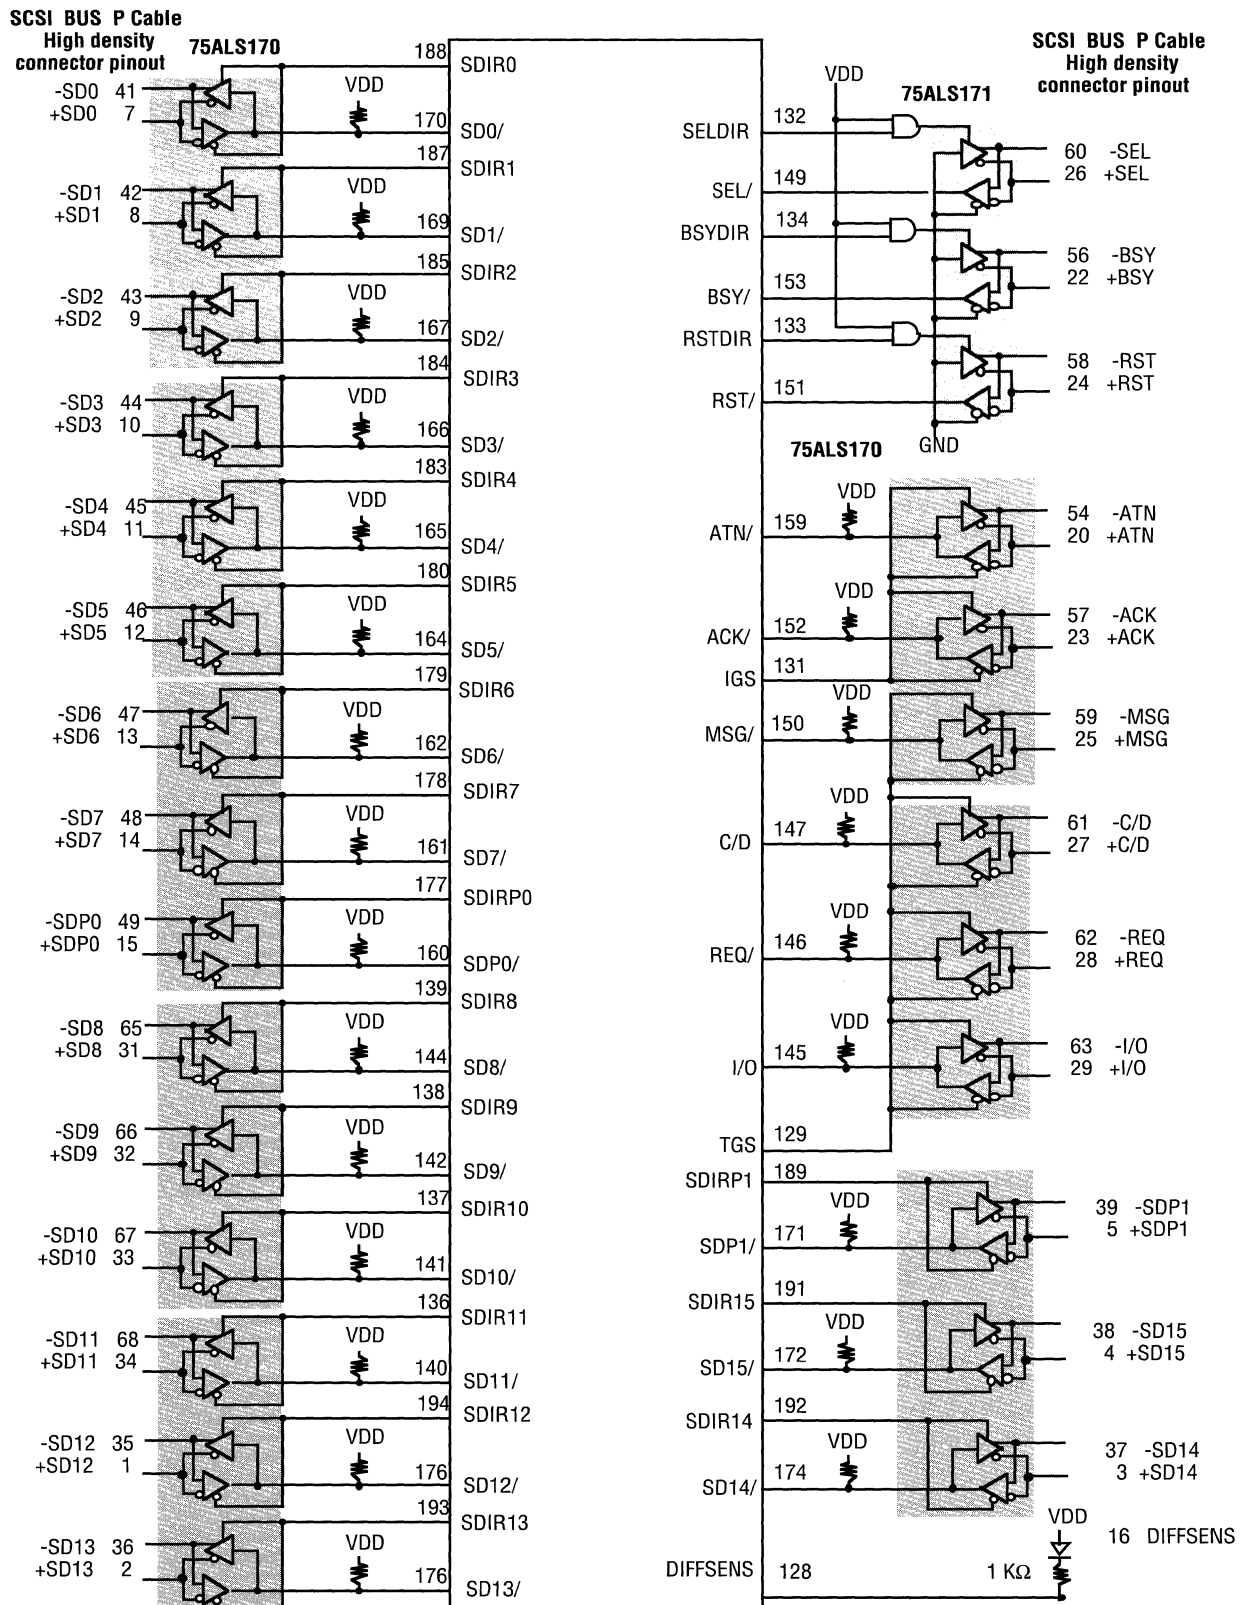 SCSI BUS P Cable
High density
connector pinout
75ALS170
188 SDIR0
-SD0 41
+SD0 7
VDD
170 SD0/
187 SDIR1
-SD1 42
+SD1 8
VDD
169 SD1/
185 SDIR2
-SD2 43
+SD2 9
VDD
167 SD2/
184 SDIR3
-SD3 44
+SD3 10
VDD
166 SD3/
183 SDIR4
-SD4 45
+SD4 11
VDD
165 SD4/
180 SDIR5
-SD5 46
+SD5 12
VDD
164 SD5/
179 SDIR6
-SD6 47
+SD6 13
VDD
162 SD6/
178 SDIR7
-SD7 48
+SD7 14
VDD
161 SD7/
177 SDIRP0
-SDP0 49
+SDP0 15
VDD
160 SDP0/
139 SDIR8
-SD8 65
+SD8 31
VDD
144 SD8/
138 SDIR9
-SD9 66
+SD9 32
VDD
142 SD9/
137 SDIR10
-SD10 67
+SD10 33
VDD
141 SD10/
136 SDIR11
-SD11 68
+SD11 34
VDD
140 SD11/
194 SDIR12
-SD12 35
+SD12 1
VDD
176 SD12/
193 SDIR13
-SD13 36
+SD13 2
VDD
176 SD13/
SCSI BUS P Cable
High density
connector pinout
VDD
75ALS171
SELDIR 132
60 -SEL
26 +SEL
SEL/ 149
BSYDIR 134
56 -BSY
22 +BSY
BSY/ 153
RSTDIR 133
58 -RST
24 +RST
RST/ 151
GND
75ALS170
VDD
ATN/ 159
54 -ATN
20 +ATN
VDD
ACK/ 152
57 -ACK
23 +ACK
IGS 131
VDD
MSG/ 150
59 -MSG
25 +MSG
VDD
C/D 147
61 -C/D
27 +C/D
VDD
REQ/ 146
62 -REQ
28 +REQ
VDD
I/O 145
63 -I/O
29 +I/O
TGS 129
SDIRP1 189
VDD
39 -SDP1
5 +SDP1
SDP1/ 171
SDIR15 191
VDD
38 -SD15
4 +SD15
SD15/ 172
SDIR14 192
VDD
37 -SD14
3 +SD14
SD14/ 174
VDD
16 DIFFSENS
DIFFSENS 128
1 KΩ